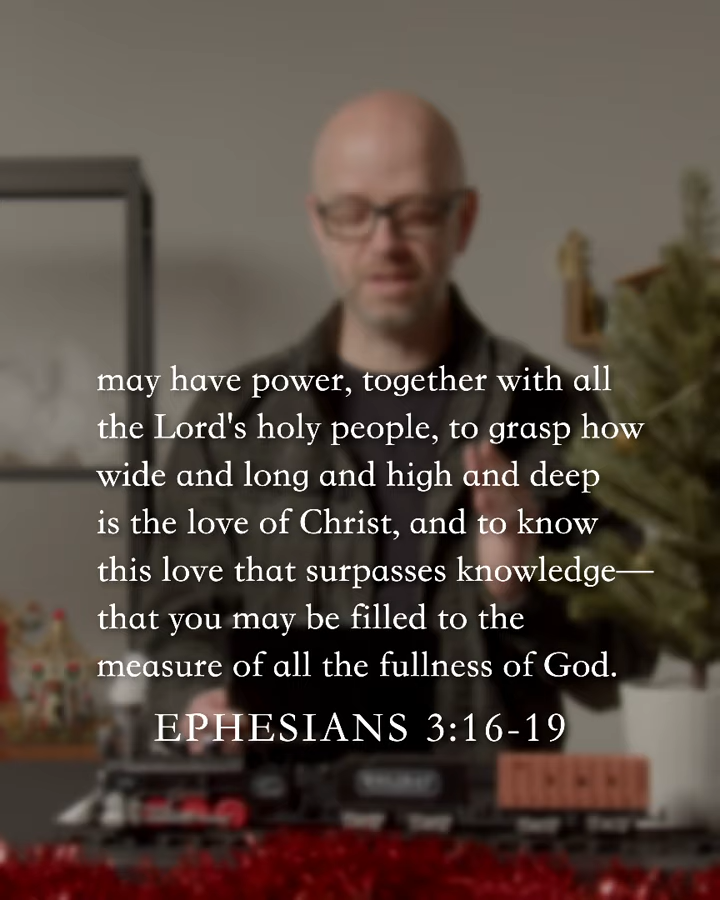 may have power, together with all
the Lord's holy people, to grasp how
wide and long and high and deep
is the love of Christ, and to know
this love that surpasses knowledge—
that you may be filled to the
measure of all the fullness of God.
EPHESIANS 3:16-19